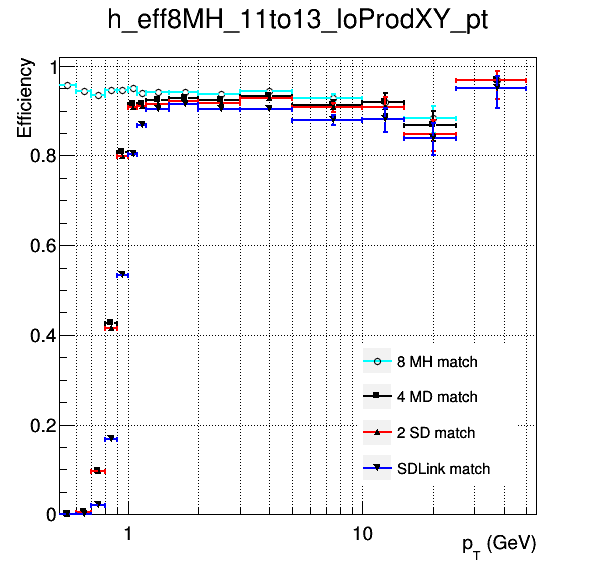 h_eff8MH_11to13_loProdXY_pt
Efficiency
1
0.8
0.6
0.4
0.2
0
8 MH match
4 MD match
2 SD match
SDLink match
1
10
p_T (GeV)